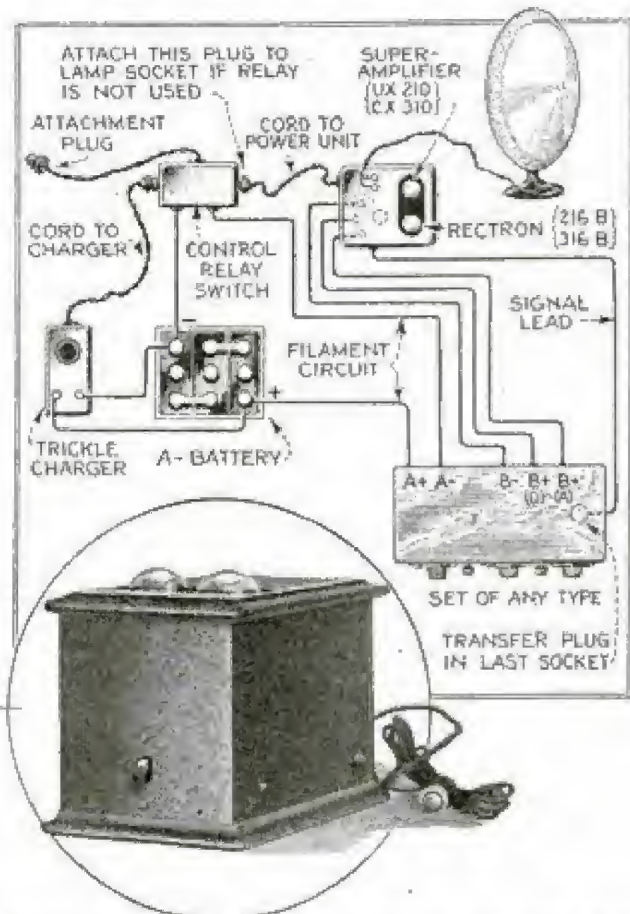 ATTACH THIS PLUG TO
LAMP SOCKET IF RELAY
IS NOT USED
SUPER-
AMPLIFIER
(UX 210)
(CX 310)
ATTACHMENT
PLUG
CORD TO
POWER UNIT
CORD TO
CHARGER
CONTROL
RELAY
SWITCH
RECTRON
(216 B)
(316 B)
SIGNAL
LEAD
FILAMENT
CIRCUIT
-
+
TRICKLE
CHARGER
A-BATTERY
A+ A- B- B+ B+
(D) (A)
SET OF ANY TYPE
TRANSFER PLUG
IN LAST SOCKET